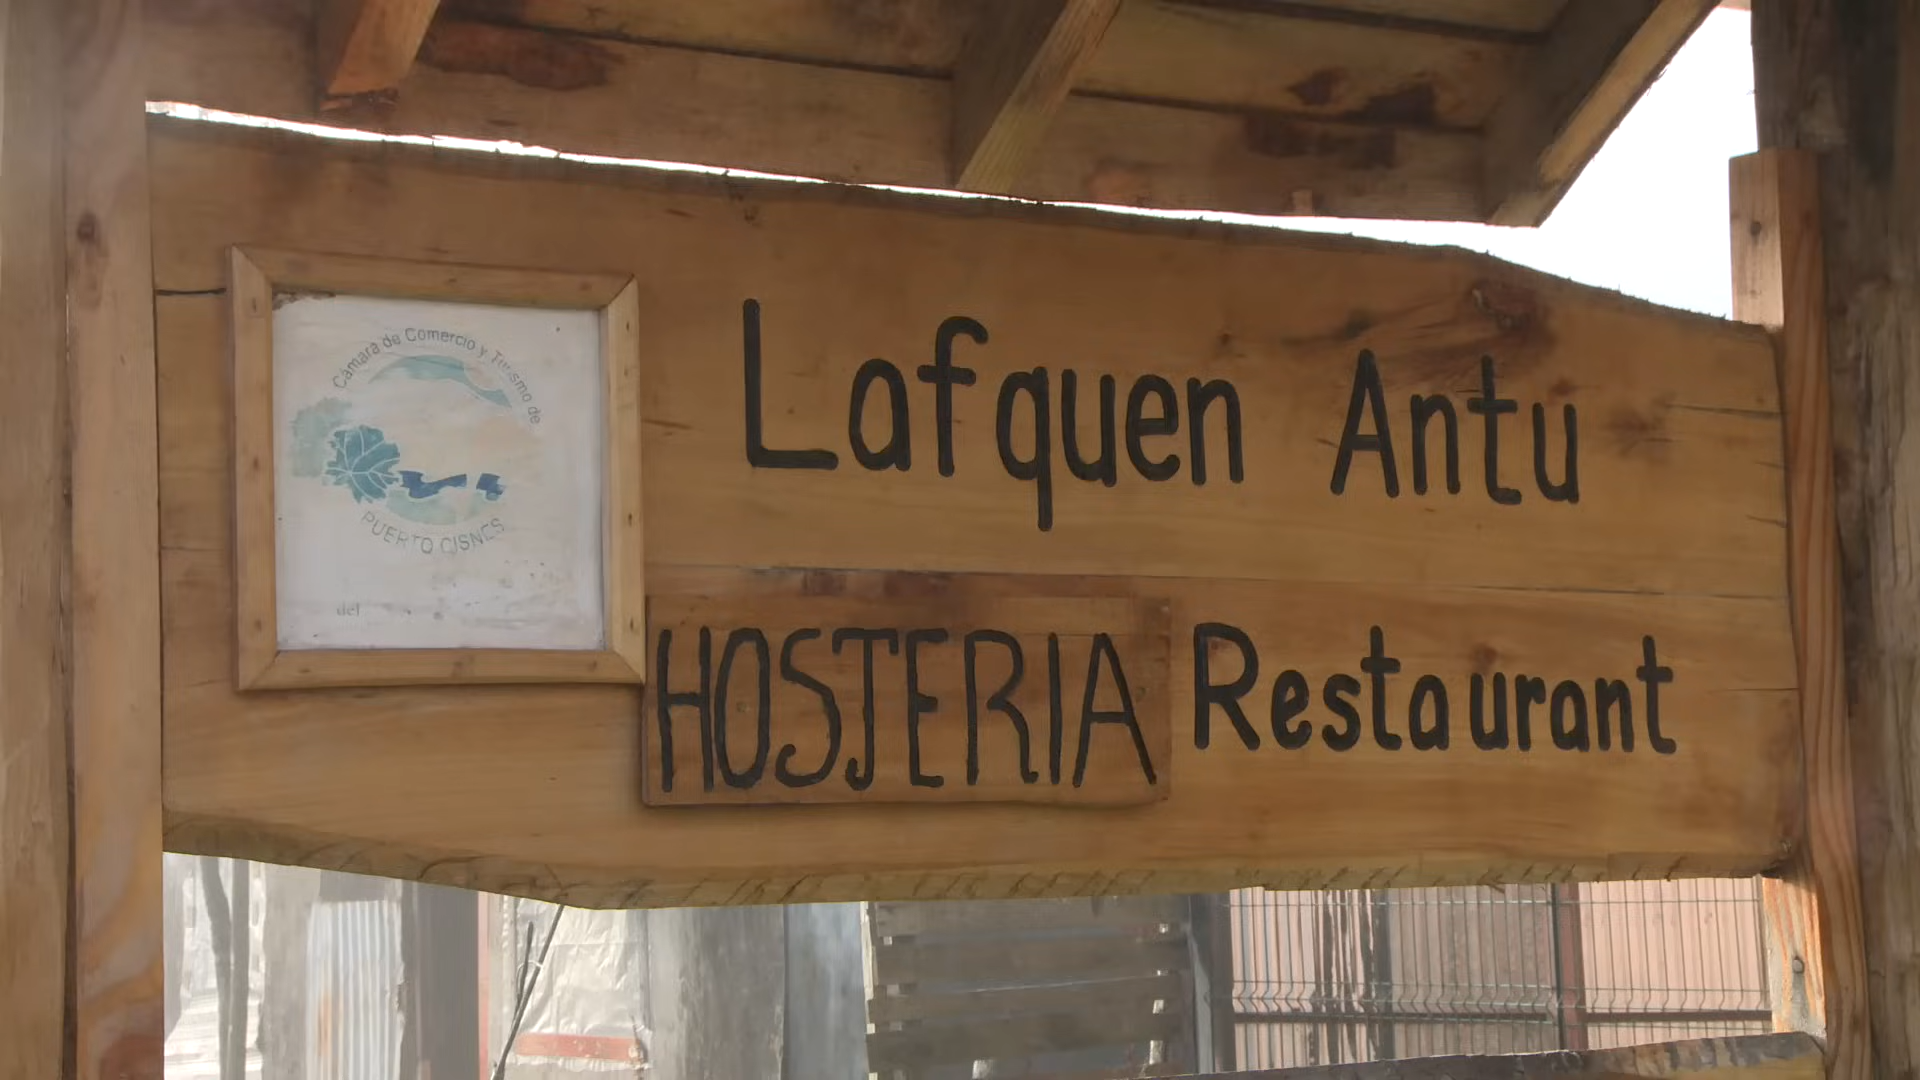 Cámara de Comercio y Turismo de
PUERTO CISNES
del
Lafquen Antu
HOSTERIA Restaurant